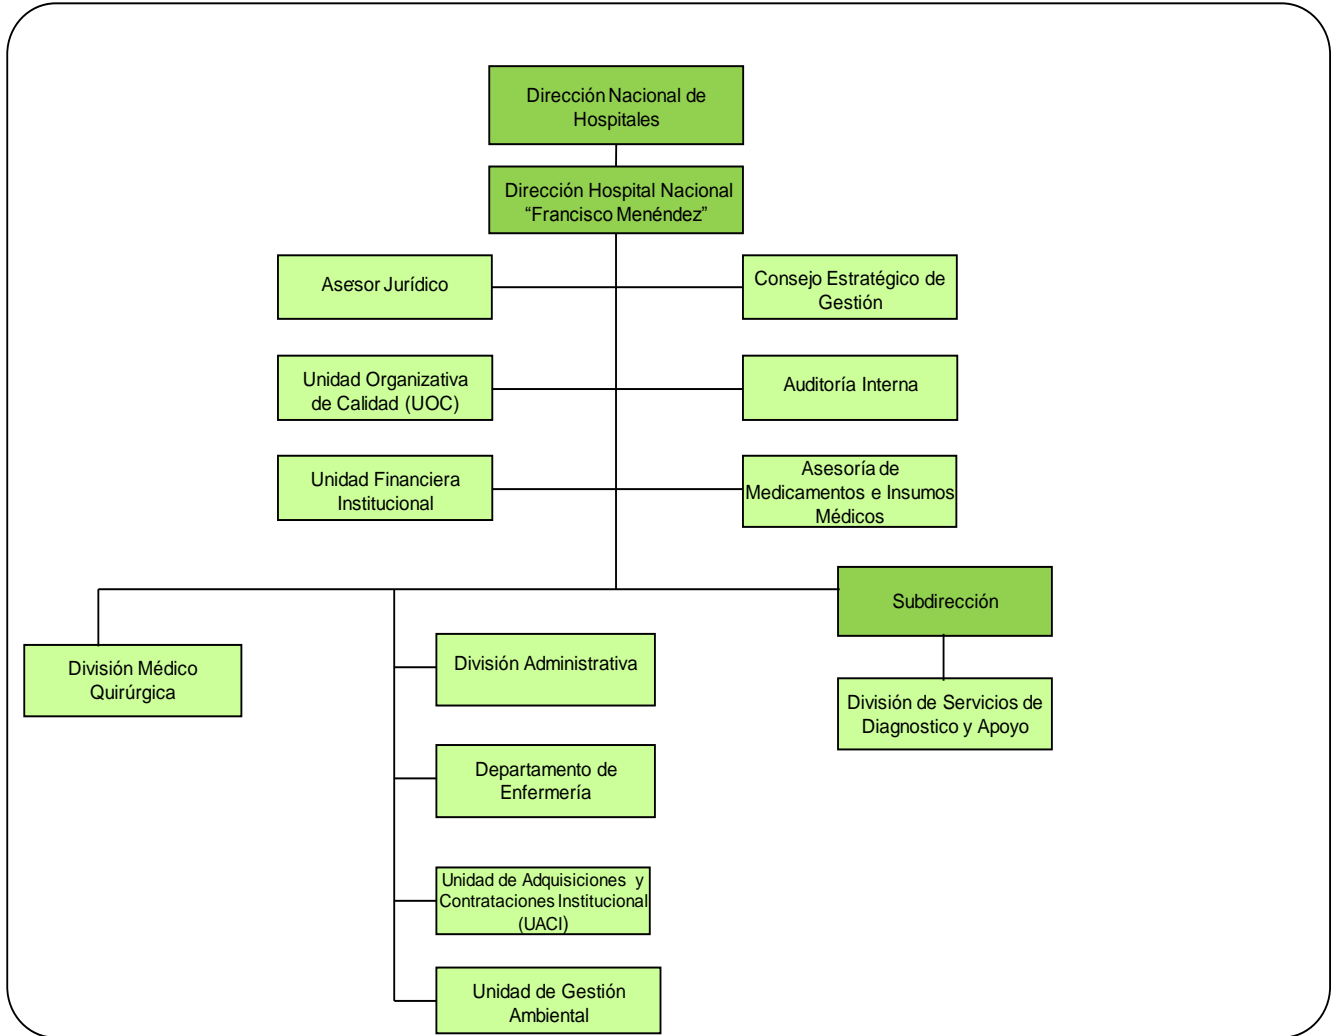 Dirección Nacional de
Hospitales
Dirección Hospital Nacional
“Francisco Menéndez”
Asesor Jurídico
Consejo Estratégico de
Gestión
Unidad Organizativa
de Calidad (UOC)
Auditoría Interna
Unidad Financiera
Institucional
Asesoría de
Medicamentos e Insumos
Médicos
Subdirección
División Médico
Quirúrgica
División Administrativa
División de Servicios de
Diagnostico y Apoyo
Departamento de
Enfermería
Unidad de Adquisiciones y
Contrataciones Institucional
(UACI)
Unidad de Gestión
Ambiental